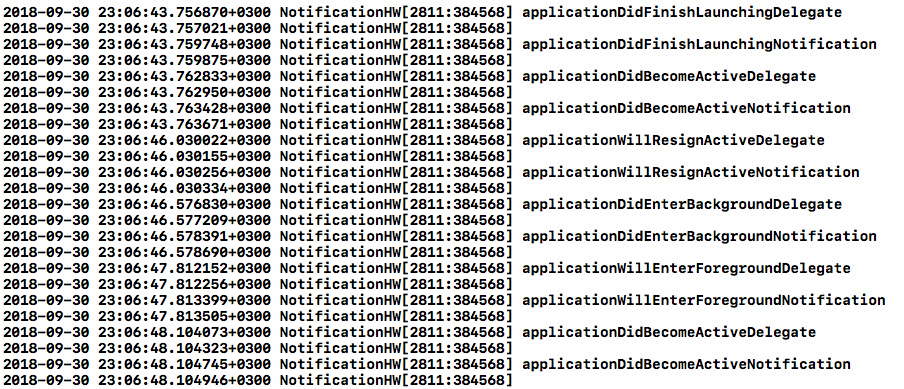 2018-09-30 23:06:43.756870+0300 NotificationHW[2811:384568] applicationDidFinishLaunchingDelegate
2018-09-30 23:06:43.757021+0300 NotificationHW[2811:384568]
2018-09-30 23:06:43.759748+0300 NotificationHW[2811:384568] applicationDidFinishLaunchingNotification
2018-09-30 23:06:43.759875+0300 NotificationHW[2811:384568]
2018-09-30 23:06:43.762833+0300 NotificationHW[2811:384568] applicationDidBecomeActiveDelegate
2018-09-30 23:06:43.762950+0300 NotificationHW[2811:384568]
2018-09-30 23:06:43.763428+0300 NotificationHW[2811:384568] applicationDidBecomeActiveNotification
2018-09-30 23:06:43.763671+0300 NotificationHW[2811:384568]
2018-09-30 23:06:46.030022+0300 NotificationHW[2811:384568] applicationWillResignActiveDelegate
2018-09-30 23:06:46.030155+0300 NotificationHW[2811:384568]
2018-09-30 23:06:46.030256+0300 NotificationHW[2811:384568] applicationWillResignActiveNotification
2018-09-30 23:06:46.030334+0300 NotificationHW[2811:384568]
2018-09-30 23:06:46.576830+0300 NotificationHW[2811:384568] applicationDidEnterBackgroundDelegate
2018-09-30 23:06:46.577209+0300 NotificationHW[2811:384568]
2018-09-30 23:06:46.578391+0300 NotificationHW[2811:384568] applicationDidEnterBackgroundNotification
2018-09-30 23:06:46.578690+0300 NotificationHW[2811:384568]
2018-09-30 23:06:47.812152+0300 NotificationHW[2811:384568] applicationWillEnterForegroundDelegate
2018-09-30 23:06:47.812256+0300 NotificationHW[2811:384568]
2018-09-30 23:06:47.813399+0300 NotificationHW[2811:384568] applicationWillEnterForegroundNotification
2018-09-30 23:06:47.813505+0300 NotificationHW[2811:384568]
2018-09-30 23:06:48.104073+0300 NotificationHW[2811:384568] applicationDidBecomeActiveDelegate
2018-09-30 23:06:48.104323+0300 NotificationHW[2811:384568]
2018-09-30 23:06:48.104745+0300 NotificationHW[2811:384568] applicationDidBecomeActiveNotification
2018-09-30 23:06:48.104946+0300 NotificationHW[2811:384568]